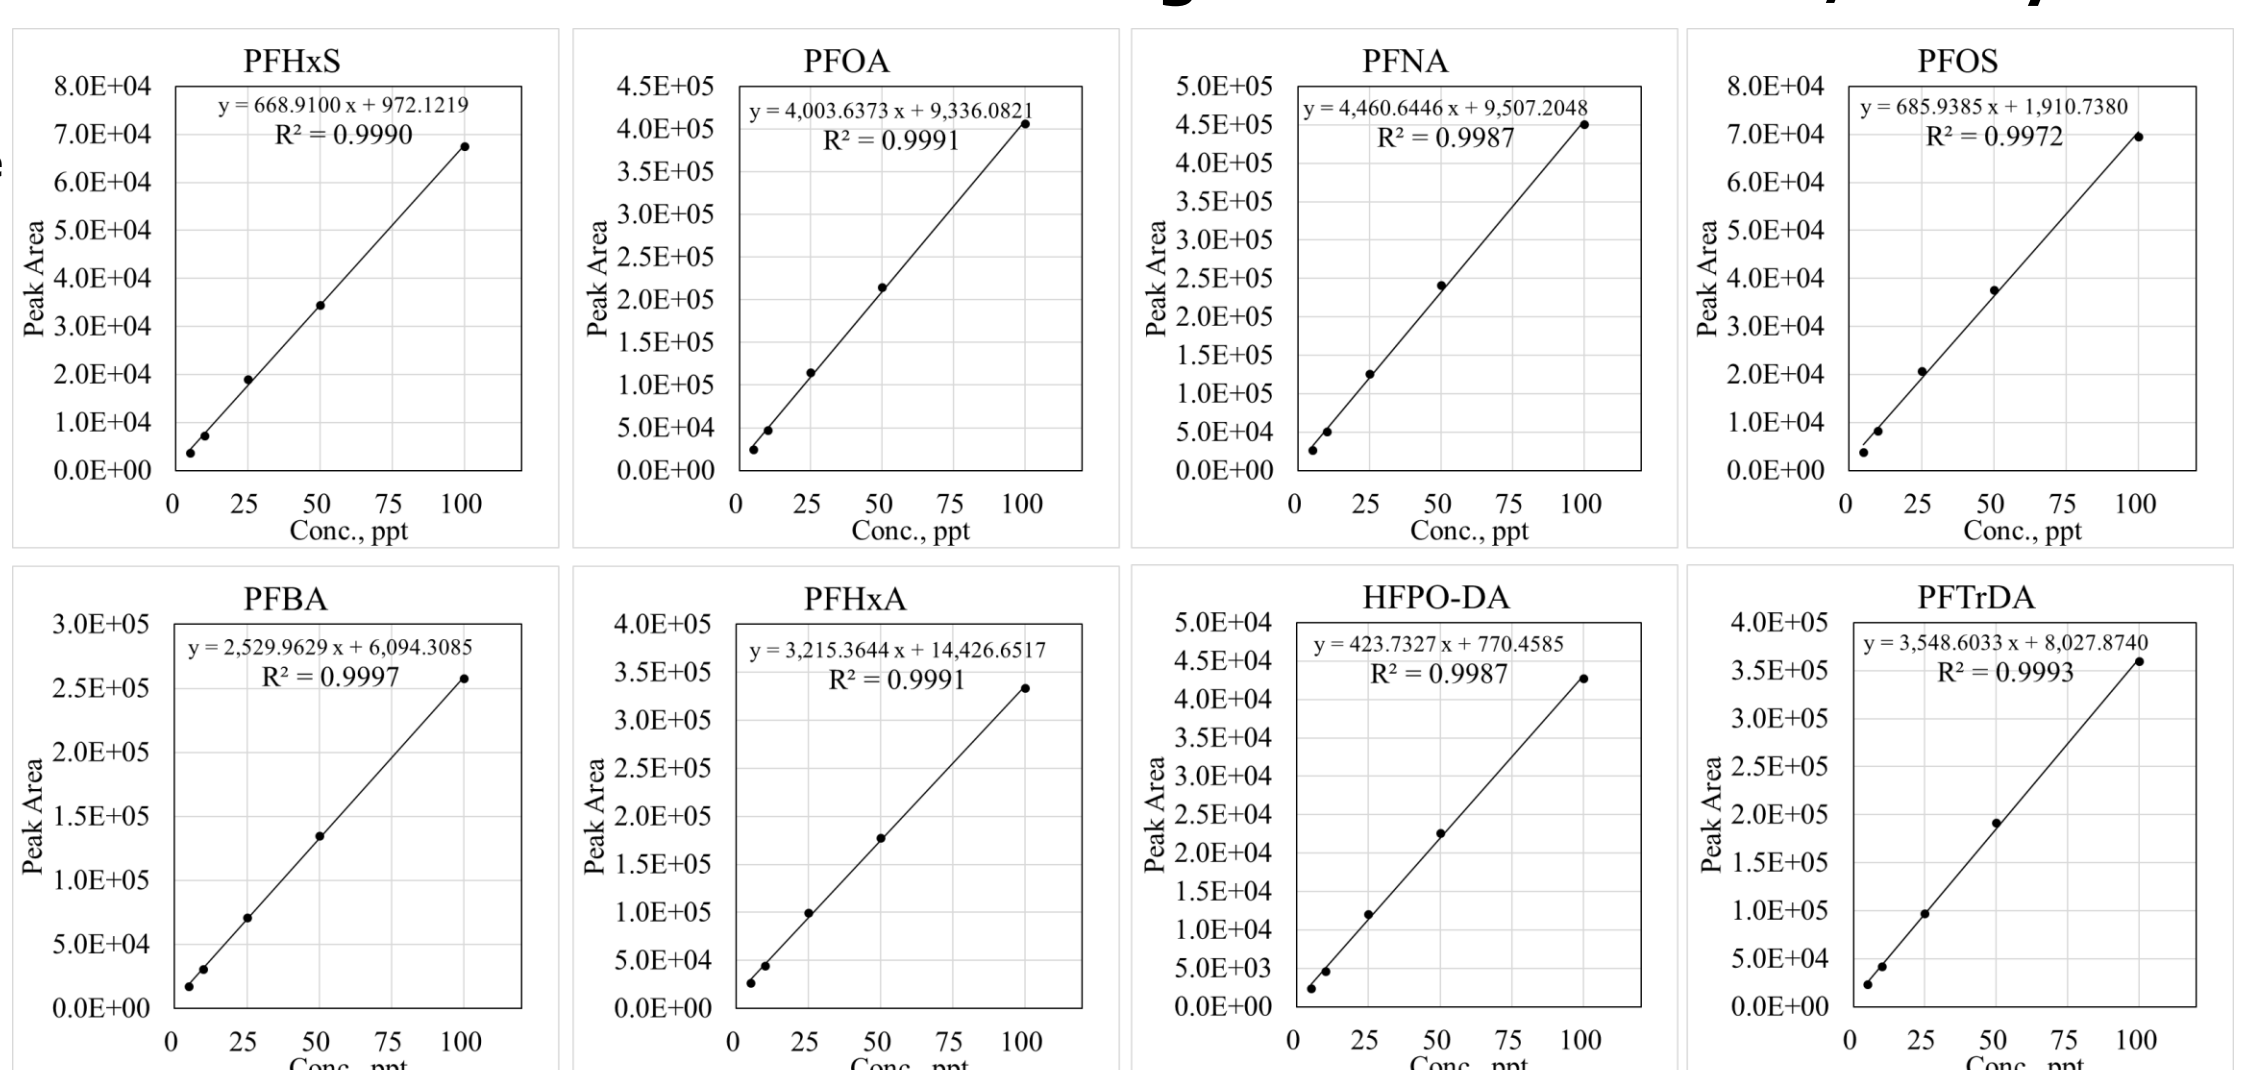 PFHxS
8.0E+04
7.0E+04
6.0E+04
5.0E+04
4.0E+04
3.0E+04
2.0E+04
1.0E+04
0.0E+00
y = 668.9100 x + 972.1219
R² = 0.9990
Peak Area
0 25 50 75 100
Conc., ppt
PFOA
4.5E+05
4.0E+05
3.5E+05
3.0E+05
2.5E+05
2.0E+05
1.5E+05
1.0E+05
5.0E+04
0.0E+00
y = 4,003.6373 x + 9,336.0821
R² = 0.9991
Peak Area
0 25 50 75 100
Conc., ppt
PFNA
5.0E+05
4.5E+05
4.0E+05
3.5E+05
3.0E+05
2.5E+05
2.0E+05
1.5E+05
1.0E+05
5.0E+04
0.0E+00
y = 4,460.6446 x + 9,507.2048
R² = 0.9987
Peak Area
0 25 50 75 100
Conc., ppt
PFOS
8.0E+04
7.0E+04
6.0E+04
5.0E+04
4.0E+04
3.0E+04
2.0E+04
1.0E+04
0.0E+00
y = 685.9385 x + 1,910.7380
R² = 0.9972
Peak Area
0 25 50 75 100
Conc., ppt
PFBA
3.0E+05
2.5E+05
2.0E+05
1.5E+05
1.0E+05
5.0E+04
0.0E+00
y = 2,529.9629 x + 6,094.3085
R² = 0.9997
Peak Area
0 25 50 75 100
Conc., ppt
PFHxA
4.0E+05
3.5E+05
3.0E+05
2.5E+05
2.0E+05
1.5E+05
1.0E+05
5.0E+04
0.0E+00
y = 3,215.3644 x + 14,426.6517
R² = 0.9991
Peak Area
0 25 50 75 100
Conc., ppt
HFPO-DA
5.0E+04
4.5E+04
4.0E+04
3.5E+04
3.0E+04
2.5E+04
2.0E+04
1.5E+04
1.0E+04
5.0E+03
0.0E+00
y = 423.7327 x + 770.4585
R² = 0.9987
Peak Area
0 25 50 75 100
Conc., ppt
PFTrDA
4.0E+05
3.5E+05
3.0E+05
2.5E+05
2.0E+05
1.5E+05
1.0E+05
5.0E+04
0.0E+00
y = 3,548.6033 x + 8,027.8740
R² = 0.9993
Peak Area
0 25 50 75 100
Conc., ppt